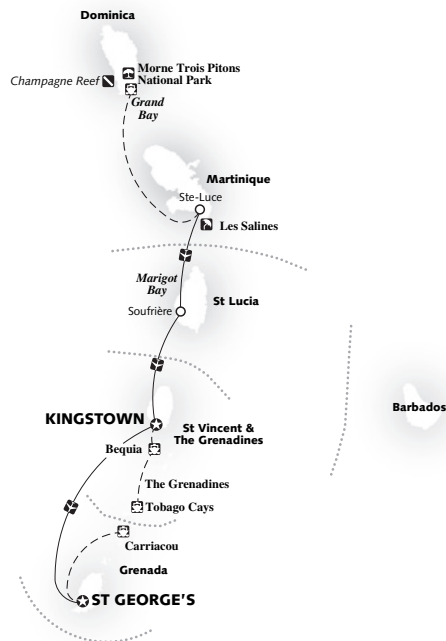 Dominica
Morne Trois Pitons
National Park
Champagne Reef
Grand
Bay
Martinique
Ste-Luce
Les Salines
Marigot
Bay
St Lucia
Soufrière
Barbados
KINGSTOWN
St Vincent &
The Grenadines
Bequia
The Grenadines
Tobago Cays
Carriacou
Grenada
ST GEORGE'S